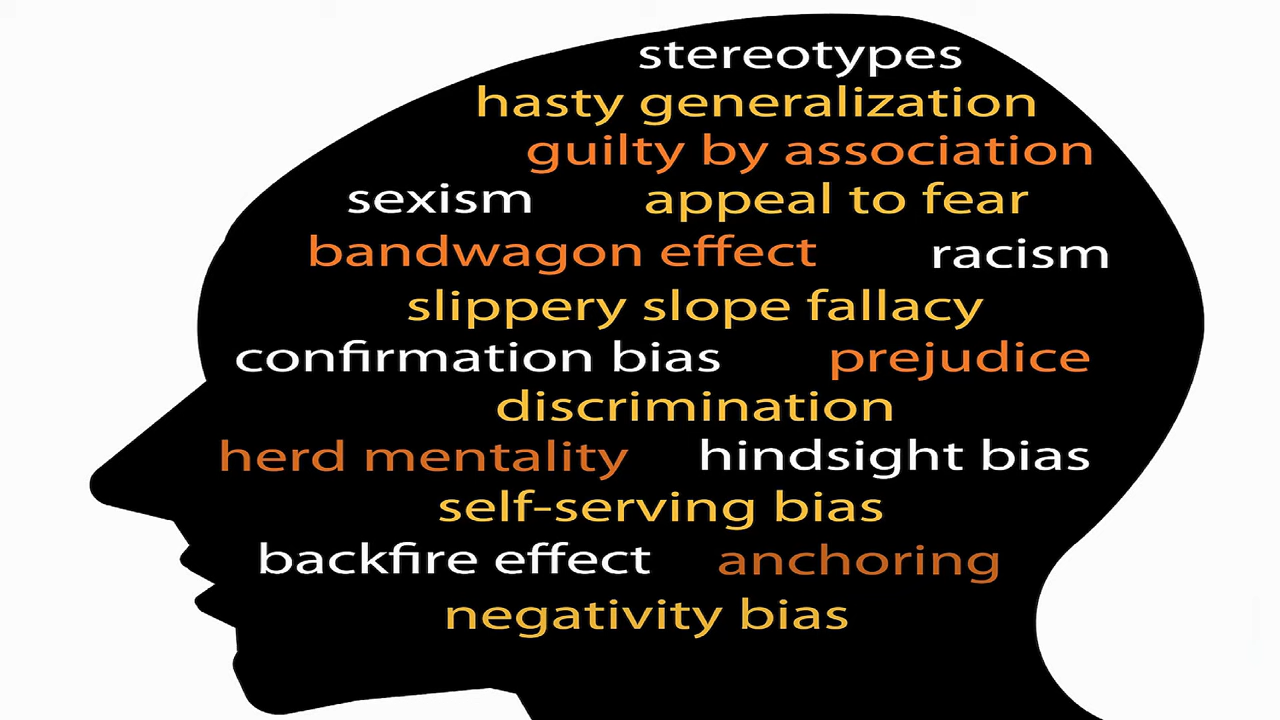 stereotypes
hasty generalization
guilty by association
sexism appeal to fear
bandwagon effect racism
slippery slope fallacy
confirmation bias prejudice
discrimination
herd mentality hindsight bias
self-serving bias
backfire effect anchoring
negativity bias